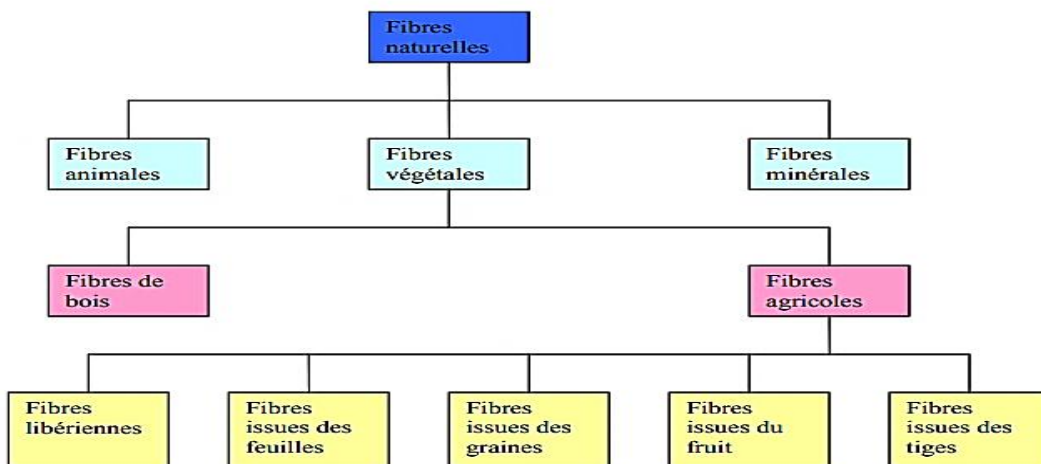 Fibres
naturelles
Fibres
animales
Fibres
végétales
Fibres
minérales
Fibres de
bois
Fibres
agricoles
Fibres
libériennes
Fibres
issues des
feuilles
Fibres
issues des
graines
Fibres
issues du
fruit
Fibres
issues des
tiges